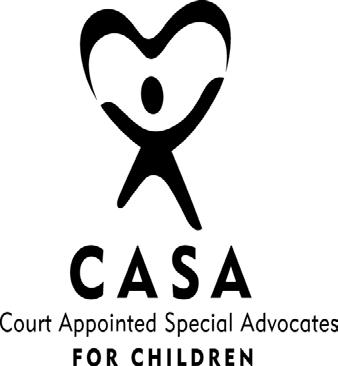 CASA
Court Appointed Special Advocates
FOR CHILDREN